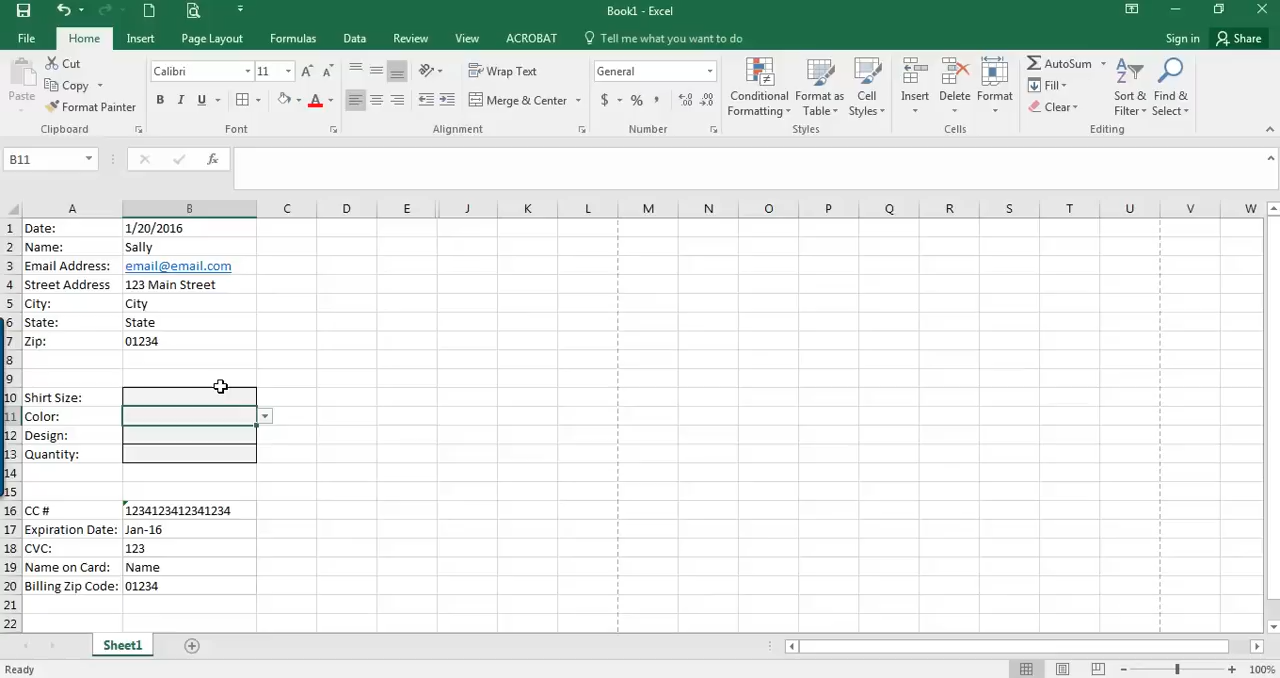 Book1 - Excel
File Home Insert Page Layout Formulas Data Review View ACROBAT Tell me what you want to do Sign in Share
Paste Cut Copy Format Painter Clipboard
Calibri 11 A A B I U A Font
Wrap Text Merge & Center Alignment
General $ % , Number
Conditional Formatting Format as Table Cell Styles Styles
Insert Delete Format Cells
AutoSum Fill Clear Sort & Filter Find & Select Editing
B11 fx
A B C D E J K L M N O P Q R S T U V W
1 Date: 1/20/2016
2 Name: Sally
3 Email Address: email@email.com
4 Street Address 123 Main Street
5 City: City
6 State: State
7 Zip: 01234
8
9
10 Shirt Size:
11 Color:
12 Design:
13 Quantity:
14
15
16 CC # 1234123412341234
17 Expiration Date: Jan-16
18 CVC: 123
19 Name on Card: Name
20 Billing Zip Code: 01234
21
22
Sheet1
Ready 100%